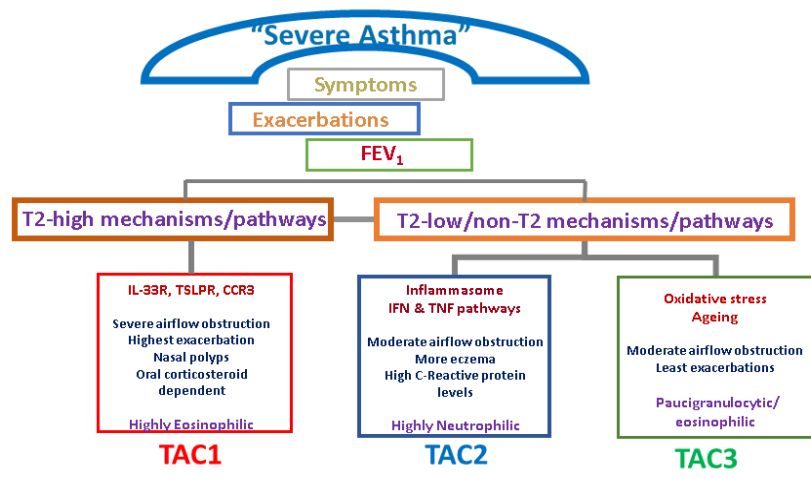 “Severe Asthma”
Symptoms
Exacerbations
FEV₁
T2-high mechanisms/pathways
T2-low/non-T2 mechanisms/pathways
IL-33R, TSLPR, CCR3
Severe airflow obstruction
Highest exacerbation
Nasal polyps
Oral corticosteroid
dependent
Highly Eosinophilic
TAC1
Inflammasome
IFN & TNF pathways
Moderate airflow obstruction
More eczema
High C-Reactive protein
levels
Highly Neutrophilic
TAC2
Oxidative stress
Ageing
Moderate airflow obstruction
Least exacerbations
Paucigranulocytic/
eosinophilic
TAC3